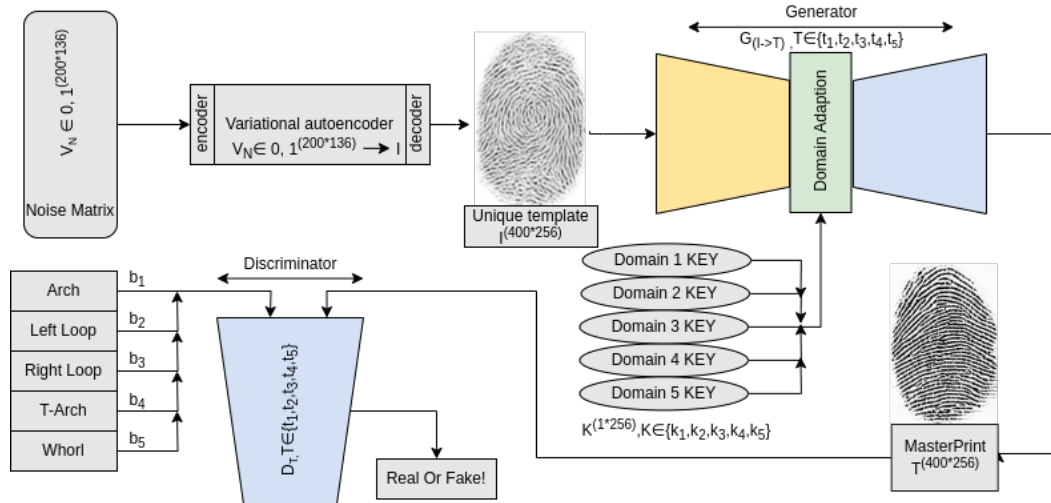 V_N ∈ 0, 1^(200*136)
Noise Matrix
encoder
Variational autoencoder
V_N∈ 0, 1^(200*136) → I
decoder
Unique template
I^(400*256)
Generator
G_(I->T) ,T∈{t_1,t_2,t_3,t_4,t_5}
Domain Adaption
Domain 1 KEY
Domain 2 KEY
Domain 3 KEY
Domain 4 KEY
Domain 5 KEY
K^(1*256),K∈{k_1,k_2,k_3,k_4,k_5}
MasterPrint
T^(400*256)
Discriminator
D_T,T∈{t_1,t_2,t_3,t_4,t_5}
Real Or Fake!
Arch
b_1
Left Loop
b_2
Right Loop
b_3
T-Arch
b_4
Whorl
b_5